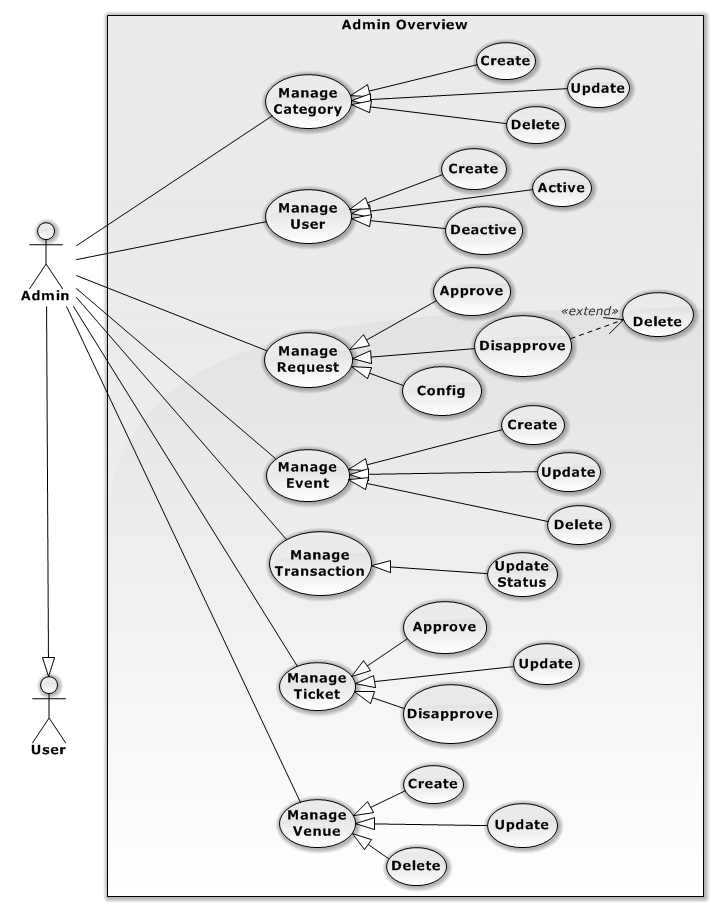 Admin Overview
Create
Manage
Category
Update
Delete
Create
Active
Manage
User
Deactive
Admin
Approve
«extend»
Delete
Disapprove
Manage
Request
Config
Create
Manage
Event
Update
Delete
Manage
Transaction
Update
Status
Approve
Update
Manage
Ticket
Disapprove
User
Create
Manage
Venue
Update
Delete